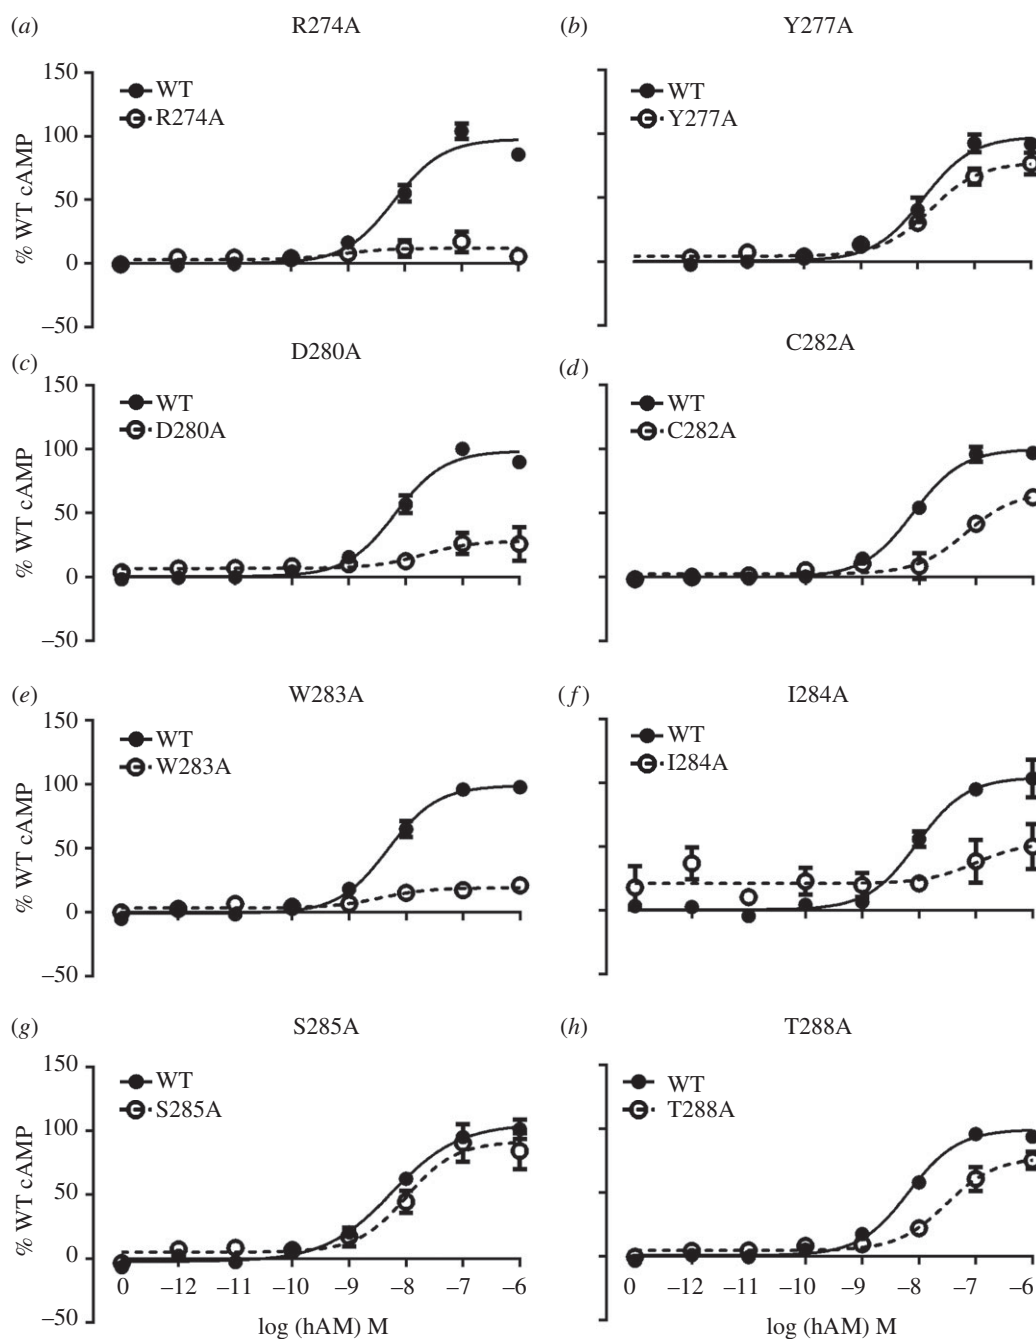 (a) R274A
150
100
50
0
–50
% WT cAMP
WT
R274A
(b) Y277A
WT
Y277A
(c) D280A
150
100
50
0
–50
% WT cAMP
WT
D280A
(d) C282A
WT
C282A
(e) W283A
150
100
50
0
–50
% WT cAMP
WT
W283A
(f) I284A
WT
I284A
(g) S285A
150
100
50
0
–50
% WT cAMP
WT
S285A
0 –12 –11 –10 –9 –8 –7 –6
log (hAM) M
(h) T288A
WT
T288A
0 –12 –11 –10 –9 –8 –7 –6
log (hAM) M